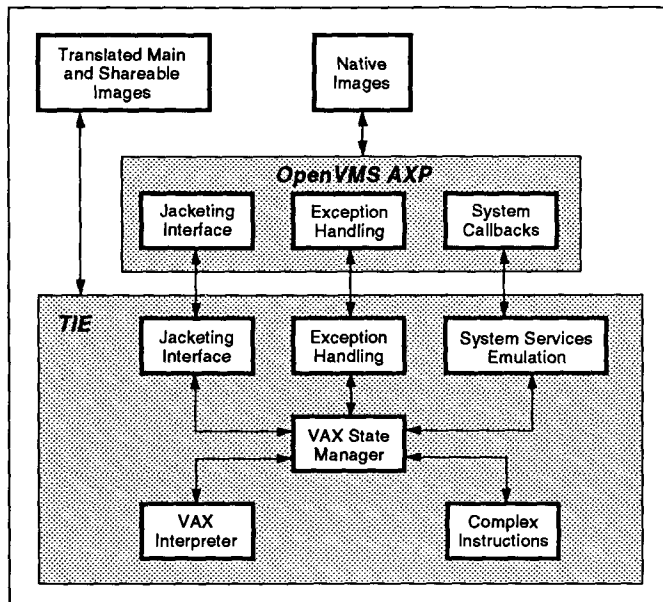 Translated Main
and Shareable
Images
Native
Images
OpenVMS AXP
Jacketing
Interface
Exception
Handling
System
Callbacks
TIE
Jacketing
Interface
Exception
Handling
System Services
Emulation
VAX State
Manager
VAX
Interpreter
Complex
Instructions